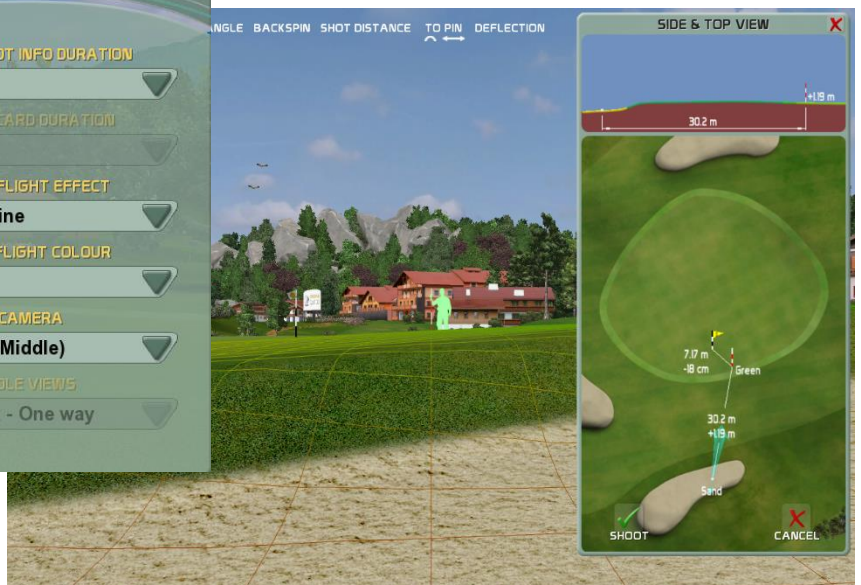 NGLE BACKSPIN SHOT DISTANCE TO PIN DEFLECTION
OT INFO DURATION
CARD DURATION
FLIGHT EFFECT
ine
FLIGHT COLOUR
CAMERA
Middle)
OLE VIEWS
- One way
SIDE & TOP VIEW
+1.19 m
30.2 m
7.17 m
-18 cm
Green
30.2 m
+1.19 m
Sand
SHOOT
CANCEL